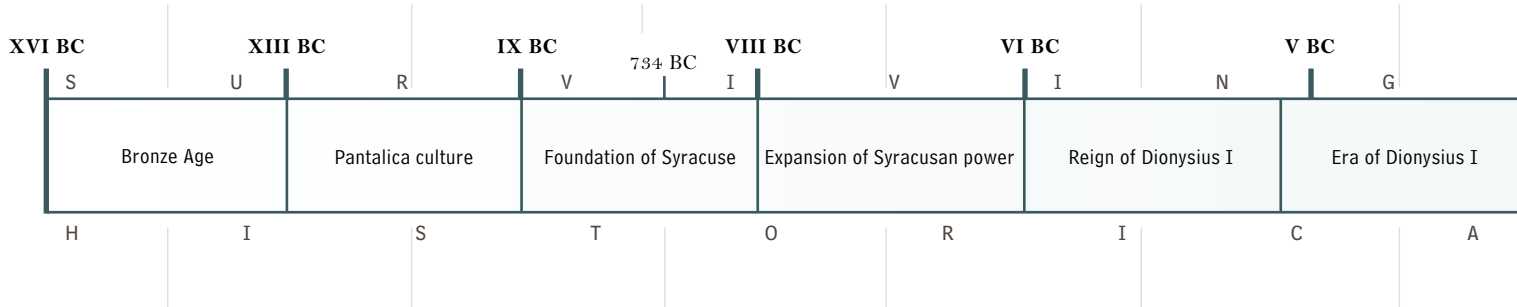 XVI BC XIII BC IX BC VIII BC VI BC V BC
734 BC
S U R V I V I N G
Bronze Age Pantalica culture Foundation of Syracuse Expansion of Syracusan power Reign of Dionysius I Era of Dionysius I
H I S T O R I C A